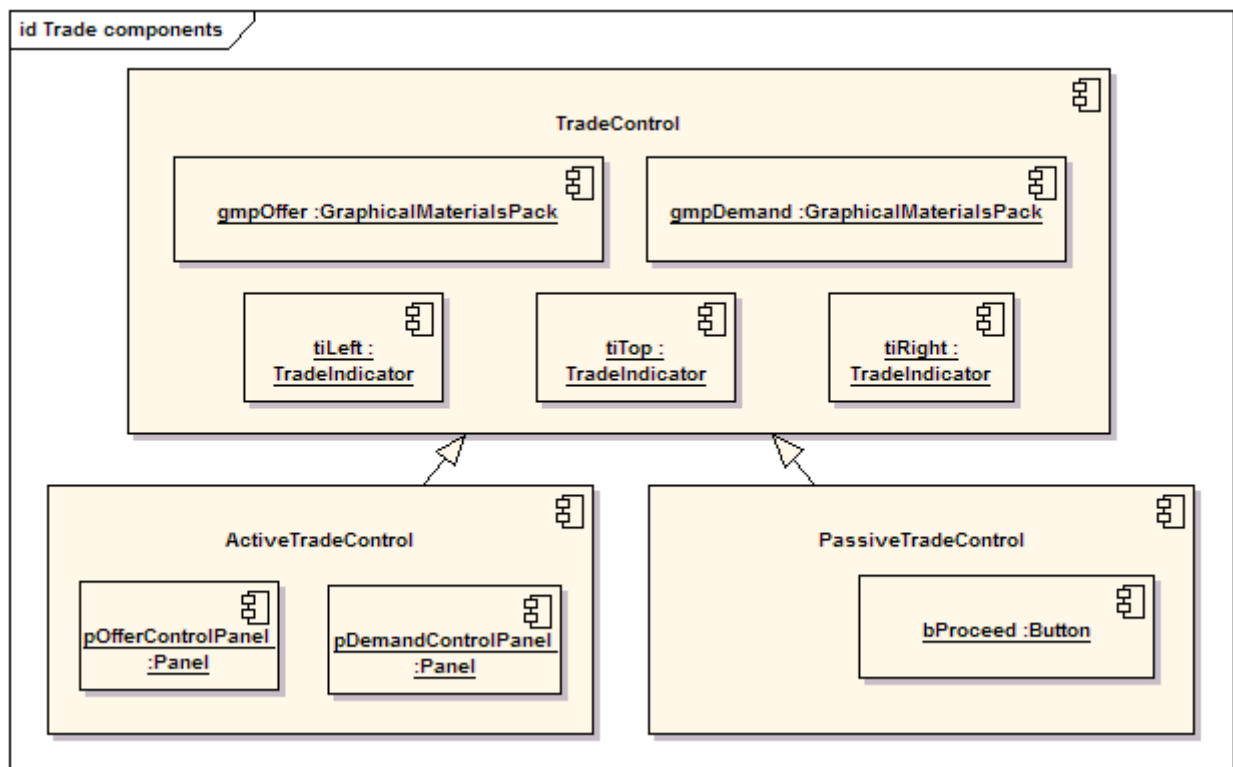 id Trade components
TradeControl
gmpOffer :GraphicalMaterialsPack
gmpDemand :GraphicalMaterialsPack
tiLeft :
TradeIndicator
tiTop :
TradeIndicator
tiRight :
TradeIndicator
ActiveTradeControl
pOfferControlPanel
:Panel
pDemandControlPanel
:Panel
PassiveTradeControl
bProceed :Button